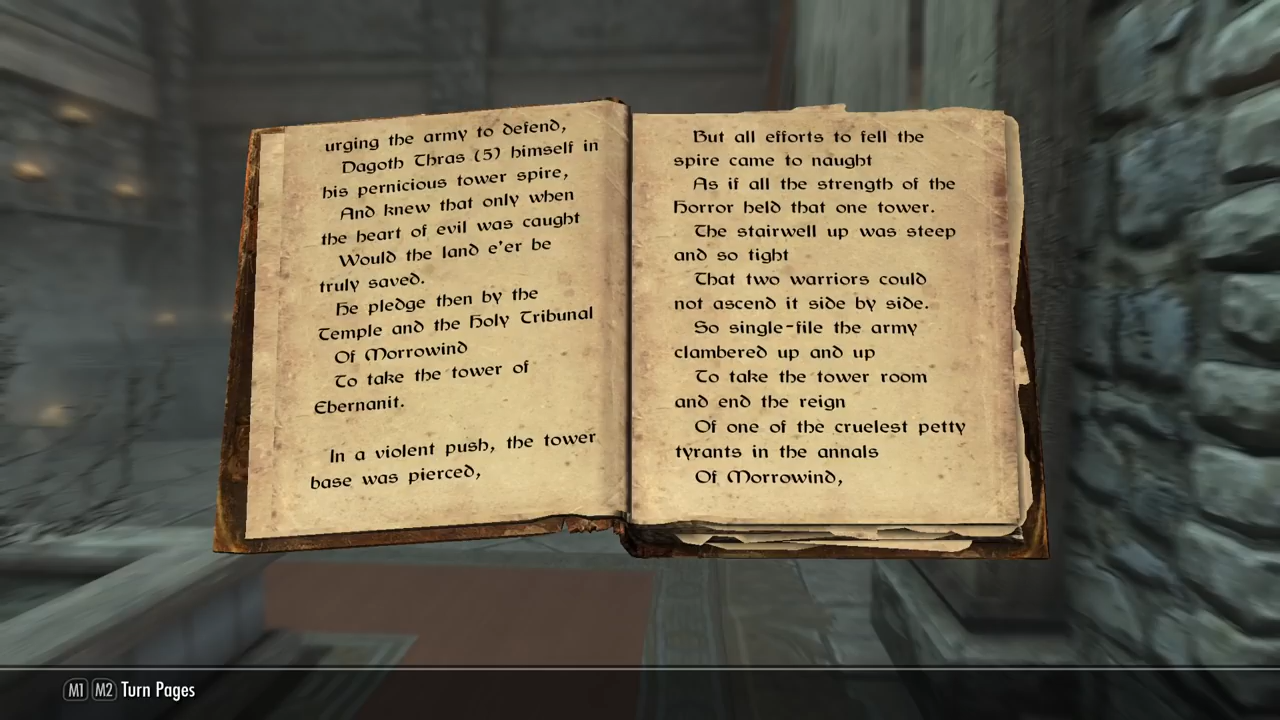 urging the army to defend,
Dagoth Thras (5) himself in
his pernicious tower spire,
And knew that only when
the heart of evil was caught
Would the land e'er be
truly saved.
He pledge then by the
Temple and the Holy Tribunal
Of Morrowind
To take the tower of
Ebernanit.
In a violent push, the tower
base was pierced,
But all efforts to fell the
spire came to naught
As if all the strength of the
Horror held that one tower.
The stairwell up was steep
and so tight
That two warriors could
not ascend it side by side.
So single-file the army
clambered up and up
To take the tower room
and end the reign
Of one of the cruelest petty
tyrants in the annals
Of Morrowind,
M1 M2 Turn Pages